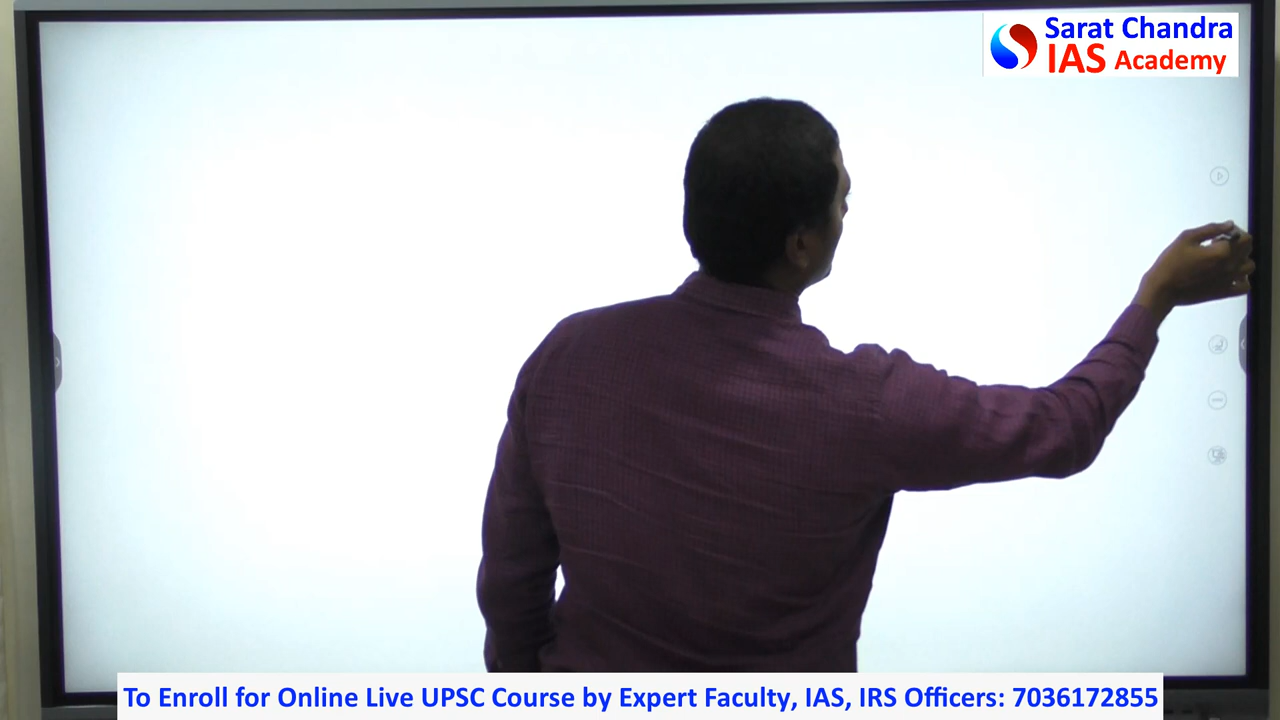 Sarat Chandra
IAS Academy
To Enroll for Online Live UPSC Course by Expert Faculty, IAS, IRS Officers: 7036172855